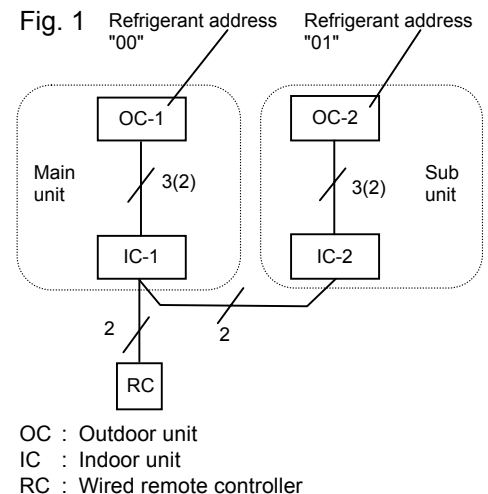 Fig. 1
Refrigerant address
"00"
Refrigerant address
"01"
OC-1
OC-2
Main
unit
3(2)
3(2)
Sub
unit
IC-1
IC-2
2
2
RC
OC : Outdoor unit
IC : Indoor unit
RC : Wired remote controller